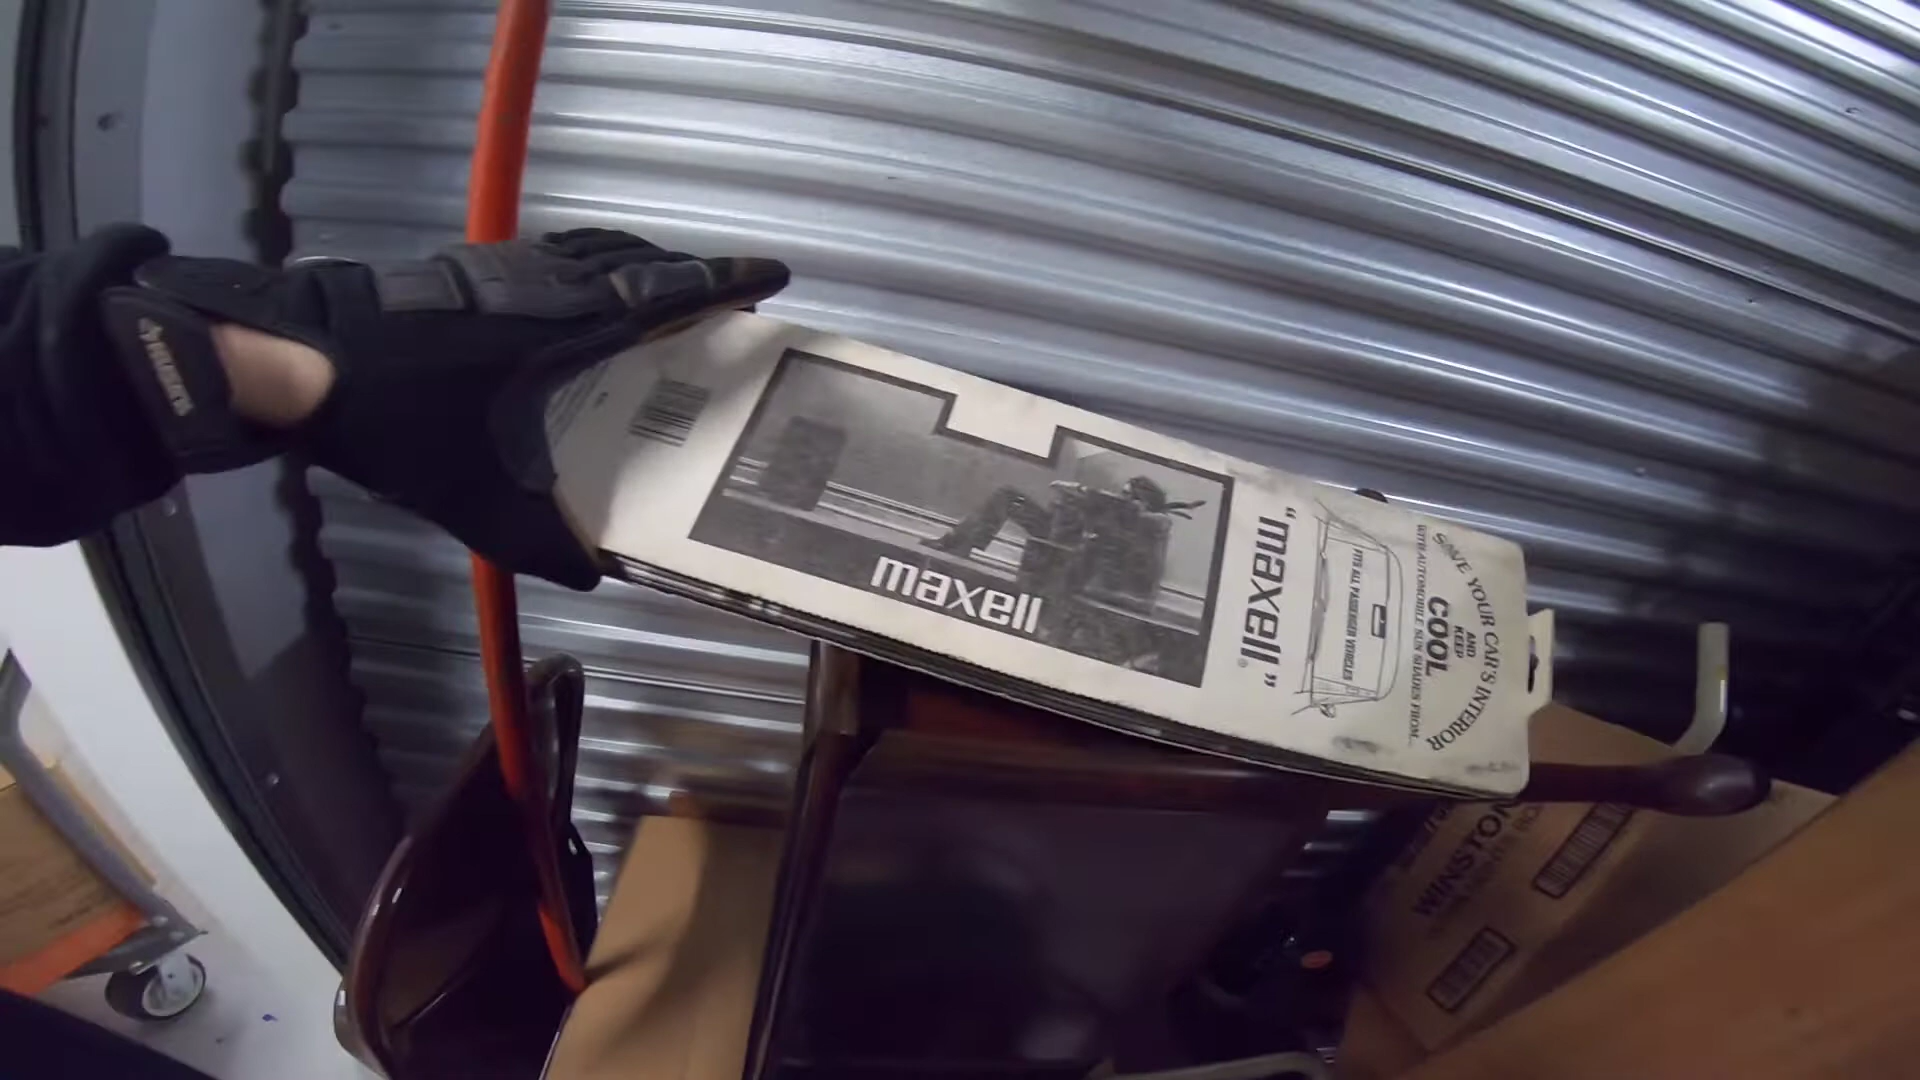 maxell
"maxell"®
FITS ALL PASSENGER VEHICLES
SAVE YOUR CAR'S INTERIOR
AND
KEEP
COOL
WITH AUTOMOBILE SUN SHADES FROM...
WINSTON